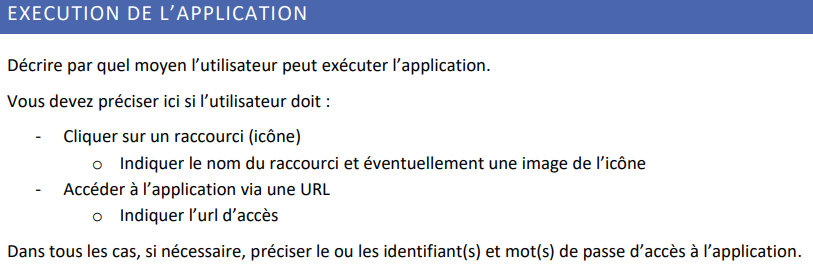 EXECUTION DE L’APPLICATION
Décrire par quel moyen l’utilisateur peut exécuter l’application.
Vous devez préciser ici si l’utilisateur doit :
- Cliquer sur un raccourci (icône)
o Indiquer le nom du raccourci et éventuellement une image de l’icône
- Accéder à l’application via une URL
o Indiquer l’url d’accès
Dans tous les cas, si nécessaire, préciser le ou les identifiant(s) et mot(s) de passe d’accès à l’application.